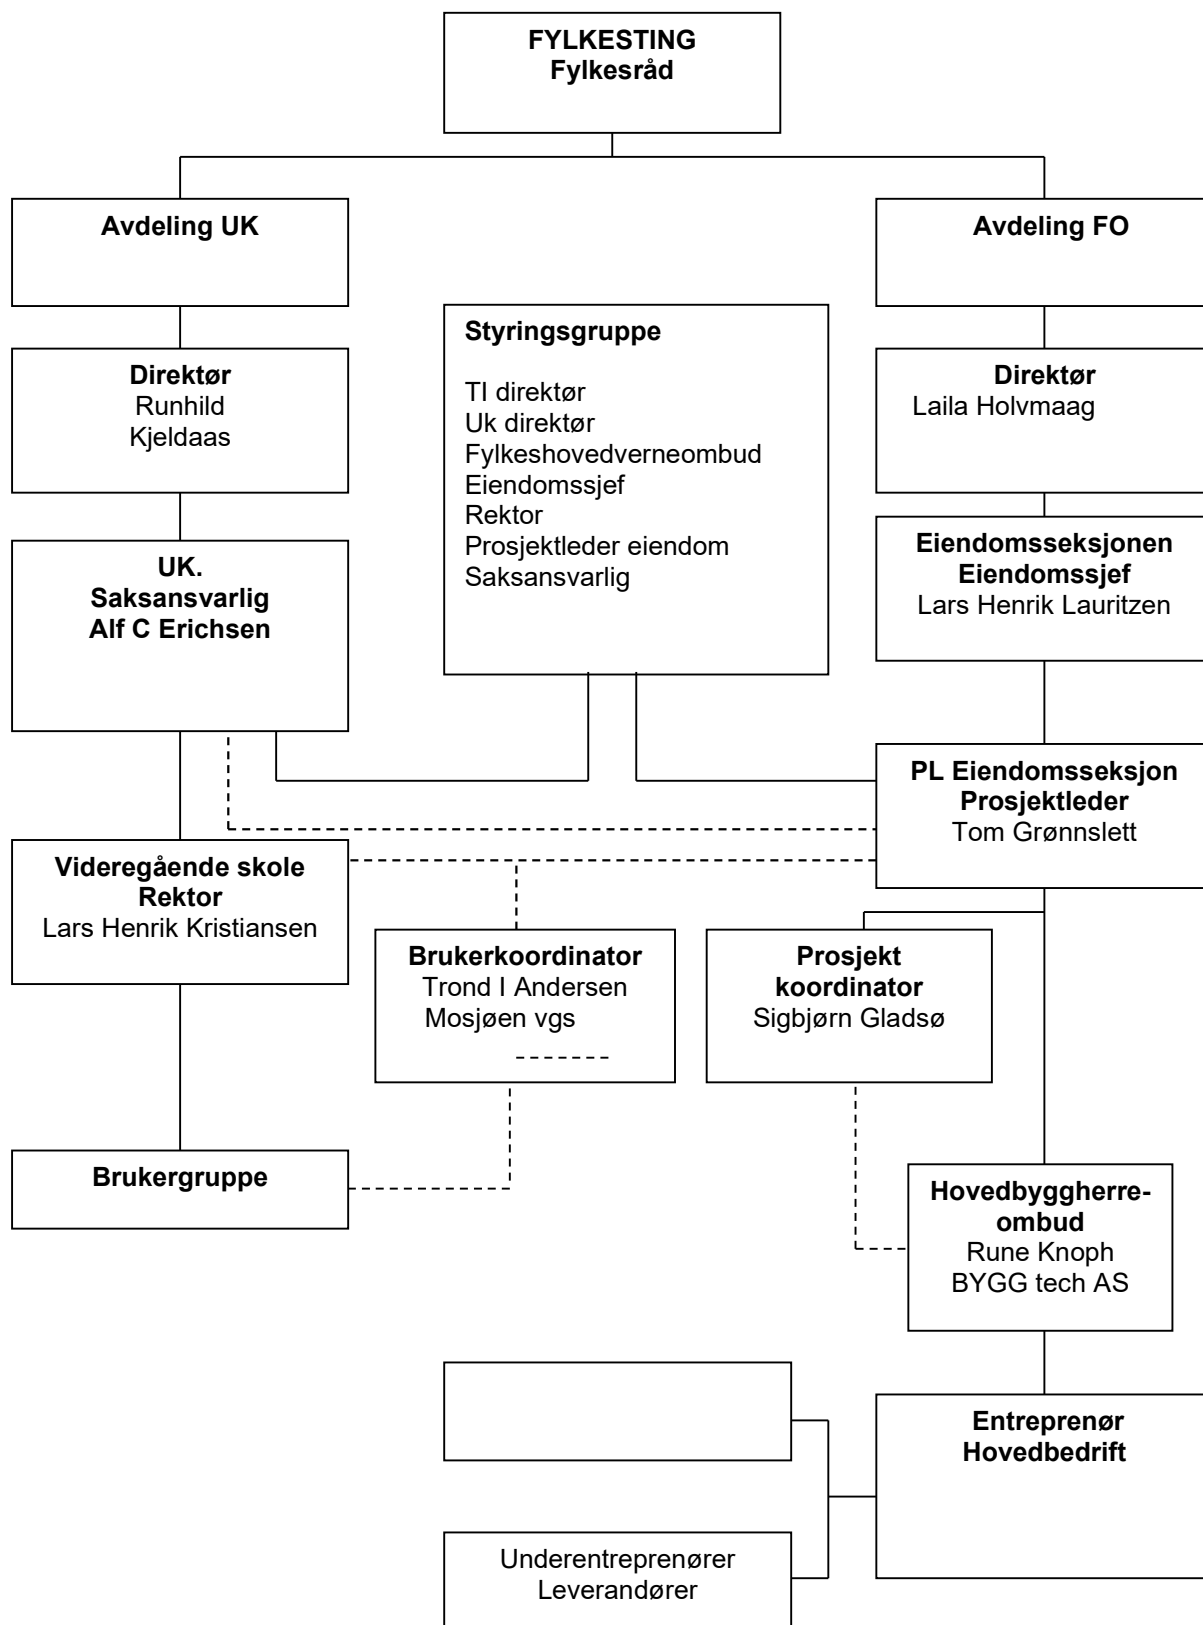 FYLKESTING
Fylkesråd
Avdeling UK
Avdeling FO
Styringsgruppe
TI direktør
Uk direktør
Fylkeshovedverneombud
Eiendomssjef
Rektor
Prosjektleder eiendom
Saksansvarlig
Direktør
Runhild
Kjeldaas
Direktør
Laila Holvmaag
UK.
Saksansvarlig
Alf C Erichsen
Eiendomsseksjonen
Eiendomssjef
Lars Henrik Lauritzen
PL Eiendomsseksjon
Prosjektleder
Tom Grønnslett
Videregående skole
Rektor
Lars Henrik Kristiansen
Brukerkoordinator
Trond I Andersen
Mosjøen vgs
Prosjekt
koordinator
Sigbjørn Gladsø
Brukergruppe
Hovedbyggherre-
ombud
Rune Knoph
BYGG tech AS
Entreprenør
Hovedbedrift
Underentreprenører
Leverandører